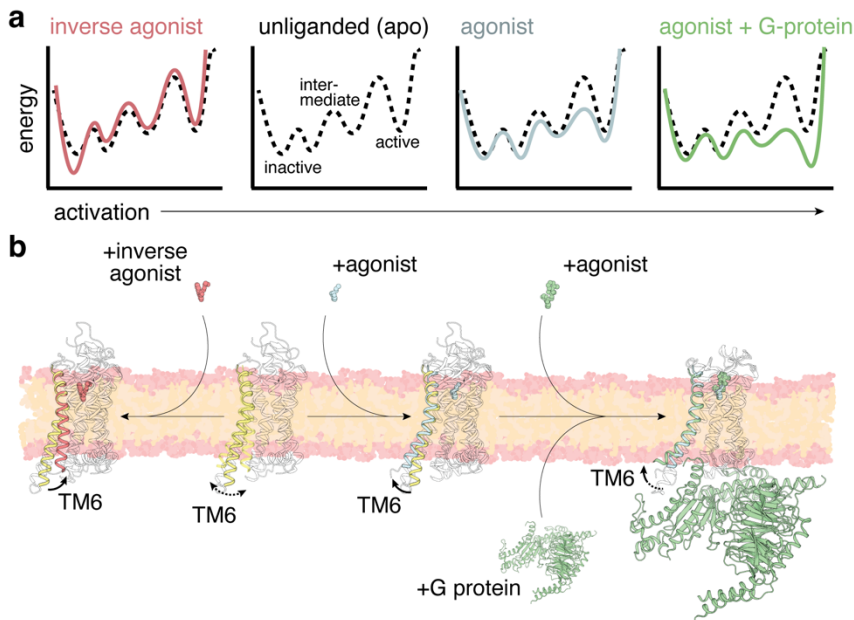 a
inverse agonist
unliganded (apo)
agonist
agonist + G-protein
energy
inter-
mediate
inactive
active
activation
b
+inverse
agonist
+agonist
+agonist
TM6
TM6
TM6
TM6
+G protein